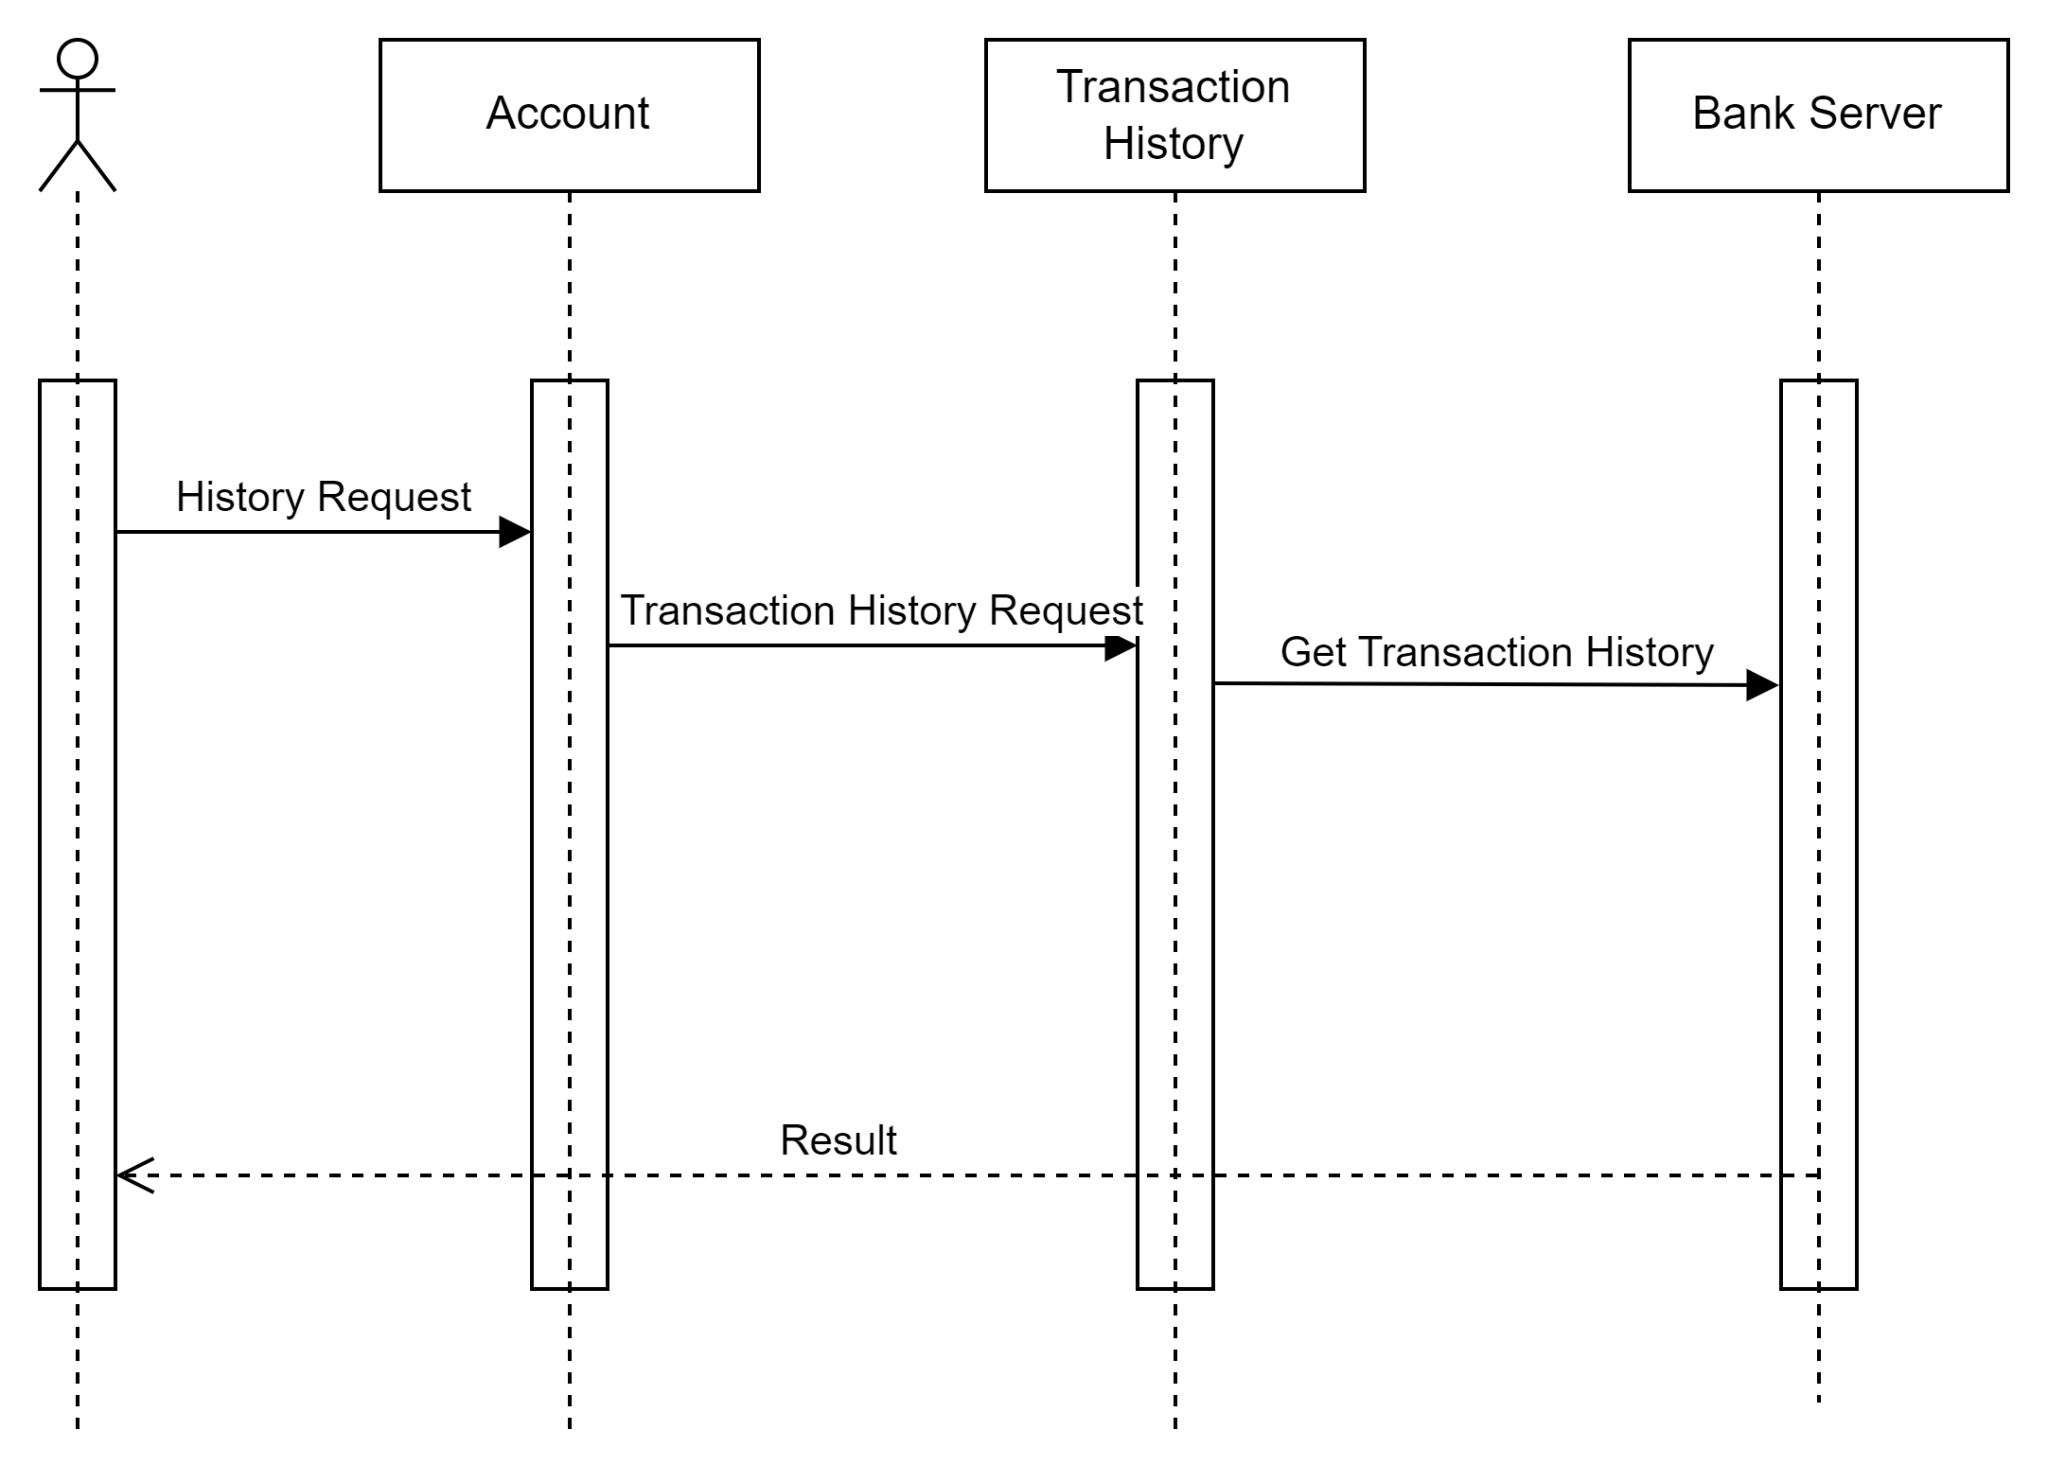 Account
Transaction
History
Bank Server
History Request
Transaction History Request
Get Transaction History
Result